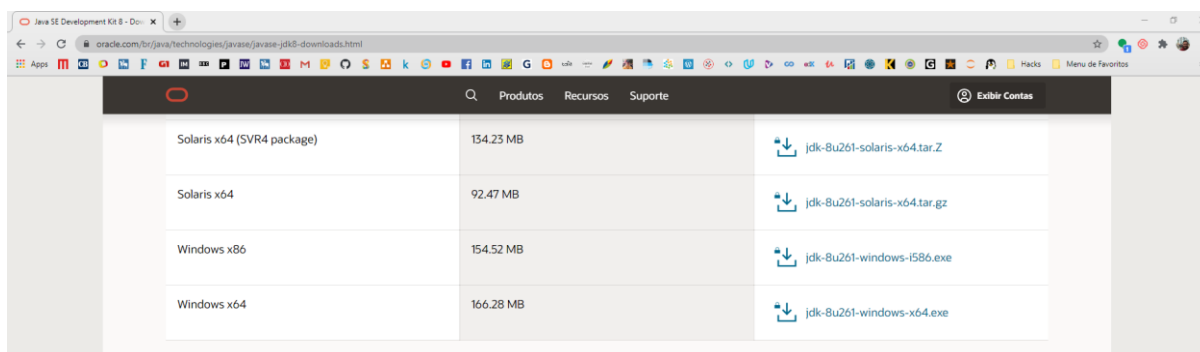 Java SE Development Kit 8 - Dow
oracle.com/br/java/technologies/javase/javase-jdk8-downloads.html
Apps
Hacks
Menu de Favoritos
Produtos
Recursos
Suporte
Exibir Contas
Solaris x64 (SVR4 package)
134.23 MB
jdk-8u261-solaris-x64.tar.Z
Solaris x64
92.47 MB
jdk-8u261-solaris-x64.tar.gz
Windows x86
154.52 MB
jdk-8u261-windows-i586.exe
Windows x64
166.28 MB
jdk-8u261-windows-x64.exe